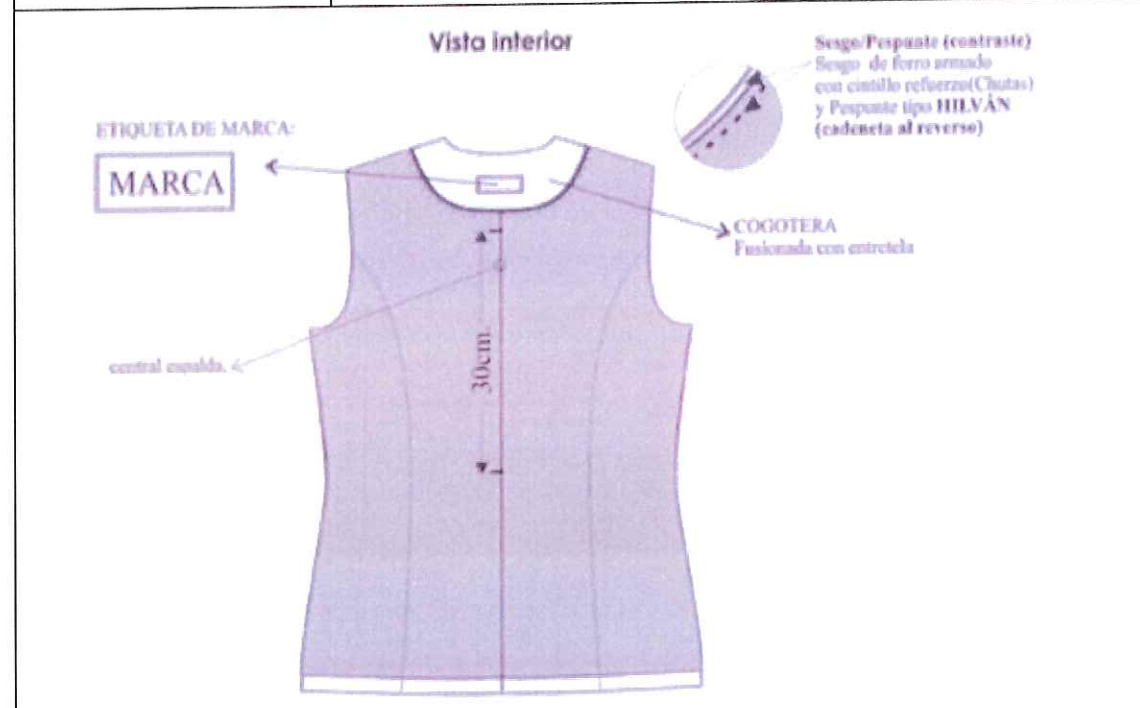 Vista interior
Sesgo/Pespunte (contraste)
Sesgo de forro armado
con cintillo refuerzo(Chutas)
y Pespunte tipo HILVÁN
(cadeneta al reverso)
ETIQUETA DE MARCA:
MARCA
COGOTERA
Fusionada con entretela
30cm.
central espalda.